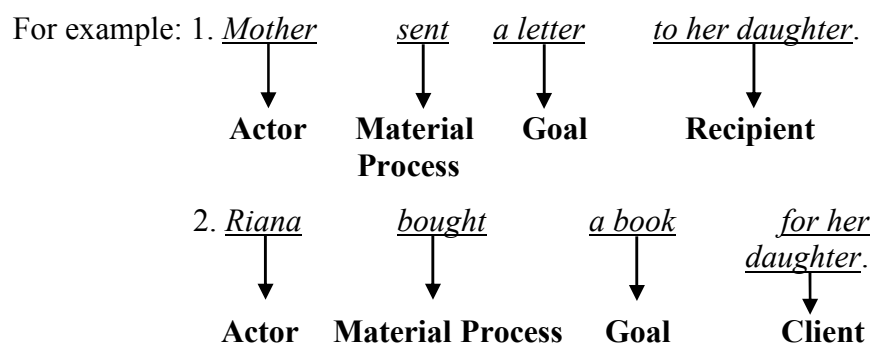 For example: 1. Mother sent a letter to her daughter.
Actor Material Goal Recipient
Process
2. Riana bought a book for her
daughter.
Actor Material Process Goal Client